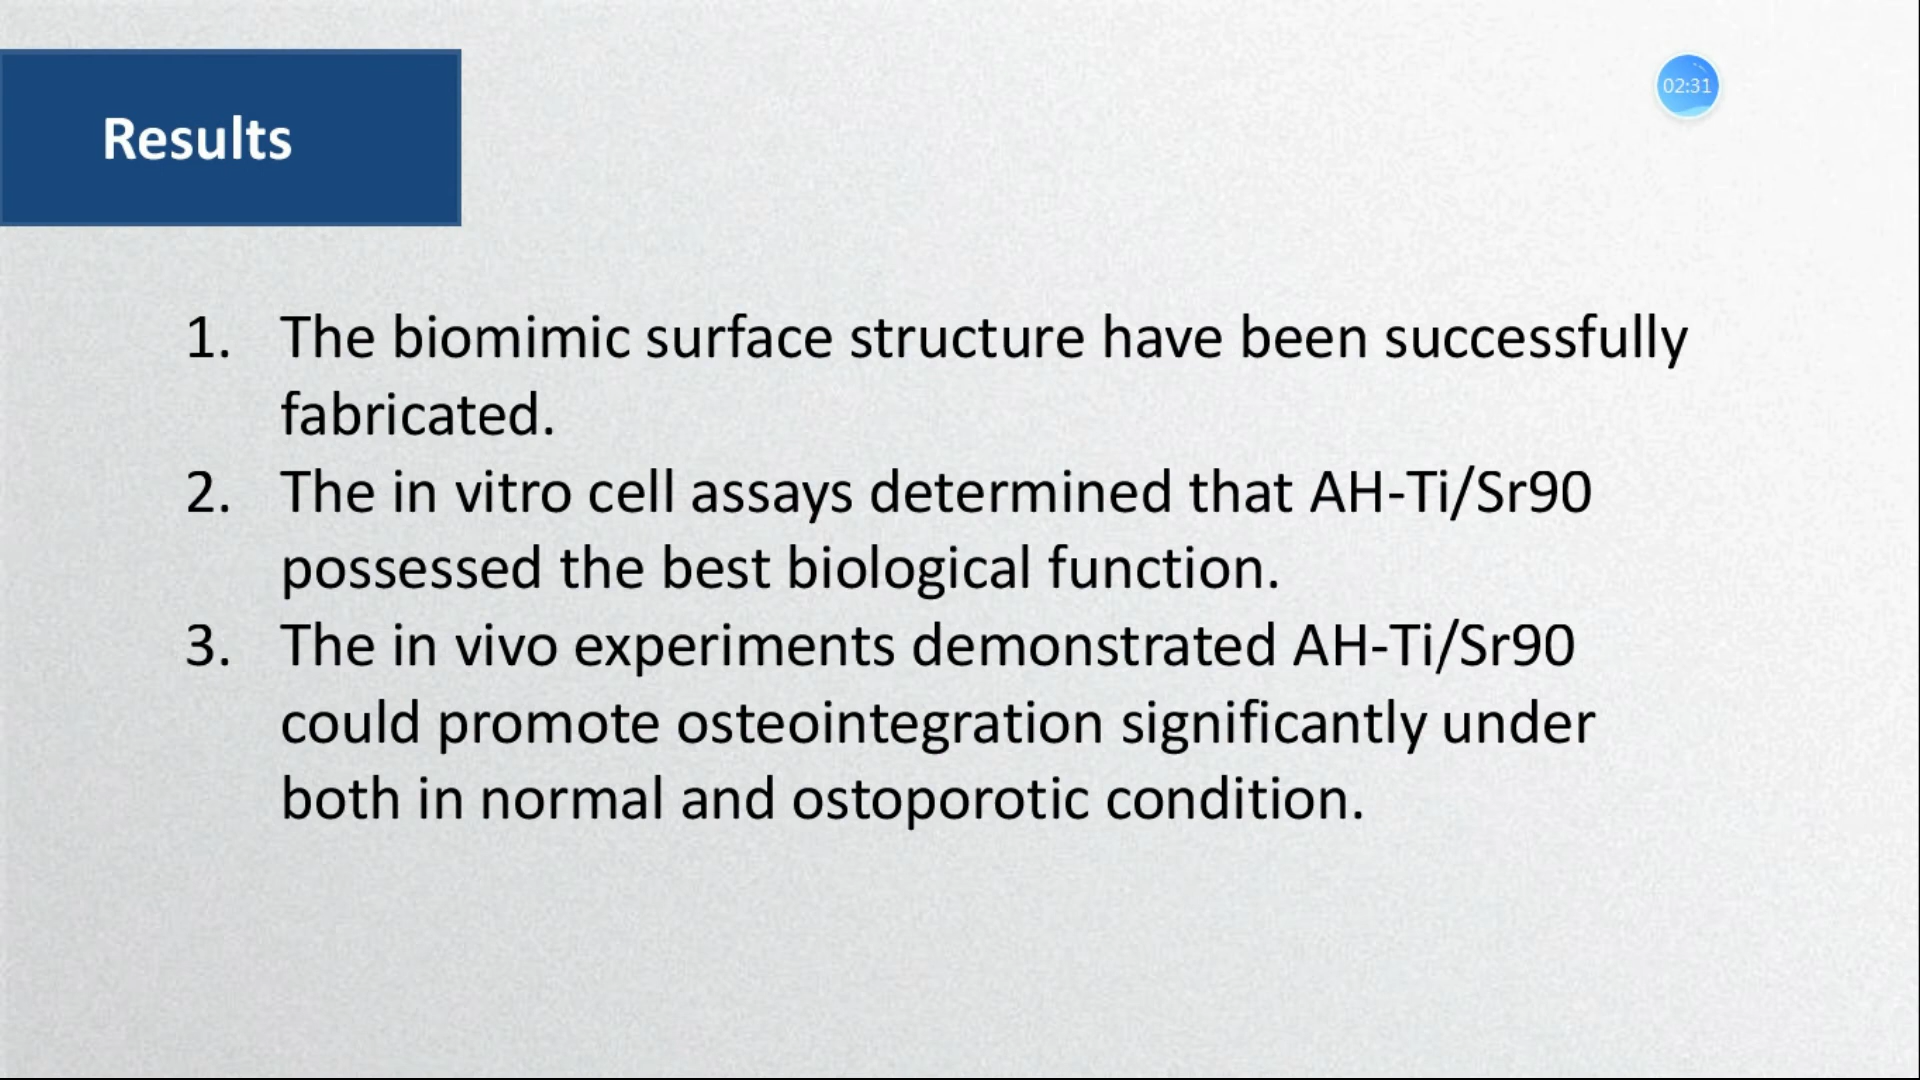 Results
02:31
1. The biomimic surface structure have been successfully
fabricated.
2. The in vitro cell assays determined that AH-Ti/Sr90
possessed the best biological function.
3. The in vivo experiments demonstrated AH-Ti/Sr90
could promote osteointegration significantly under
both in normal and ostoporotic condition.